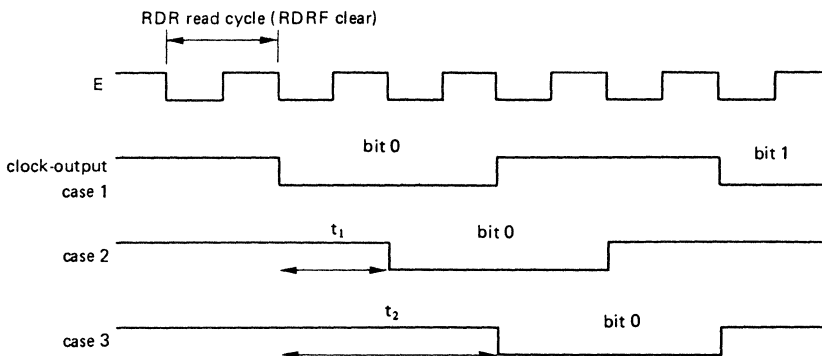 RDR read cycle (RDRF clear)
E
bit 0
bit 1
clock-output
case 1
t₁
bit 0
case 2
t₂
bit 0
case 3